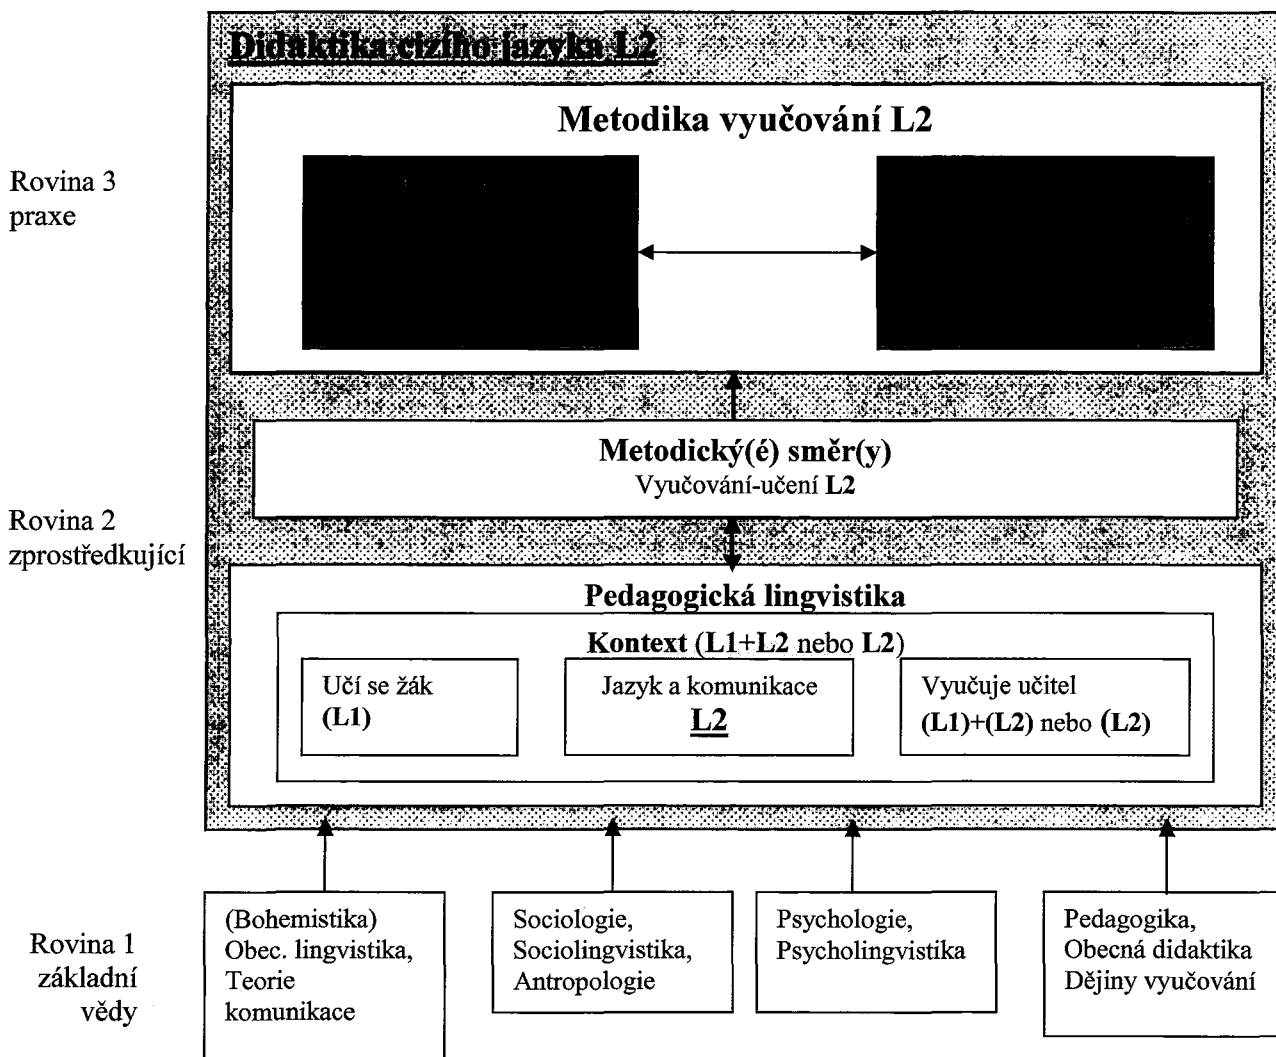 Didaktika cizího jazyka L2
Metodika vyučování L2
Rovina 3
praxe
Metodický(é) směr(y)
Vyučování-učení L2
Rovina 2
zprostředkující
Pedagogická lingvistika
Kontext (L1+L2 nebo L2)
Učí se žák
(L1)
Jazyk a komunikace
L2
Vyučuje učitel
(L1)+(L2) nebo (L2)
Rovina 1
základní
vědy
(Bohemistika)
Obec. lingvistika,
Teorie
komunikace
Sociologie,
Sociolingvistika,
Antropologie
Psychologie,
Psycholingvistika
Pedagogika,
Obecná didaktika
Dějiny vyučování